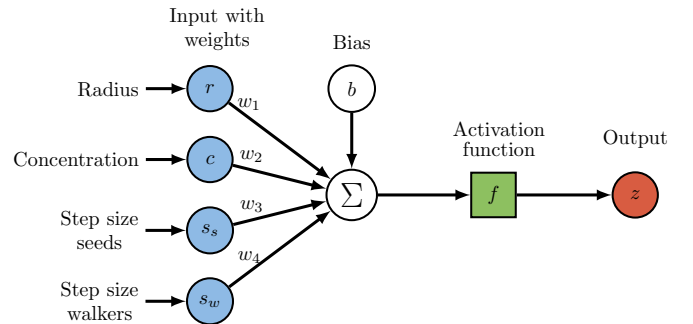 Input with
weights
Bias
Radius
r
w₁
b
Concentration
c
w₂
Activation
function
Output
Step size
seeds
sₛ
w₃
∑
f
z
Step size
walkers
s_w
w₄